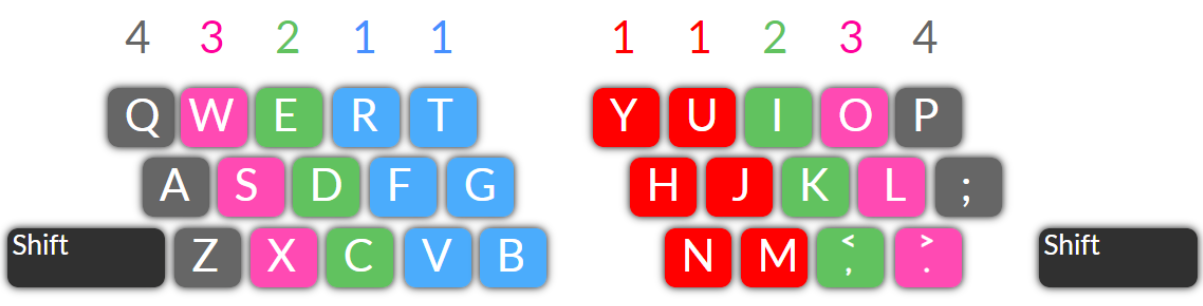 4 3 2 1 1 1 1 2 3 4
Q W E R T Y U I O P
A S D F G H J K L ;
Shift Z X C V B N M < , > . Shift